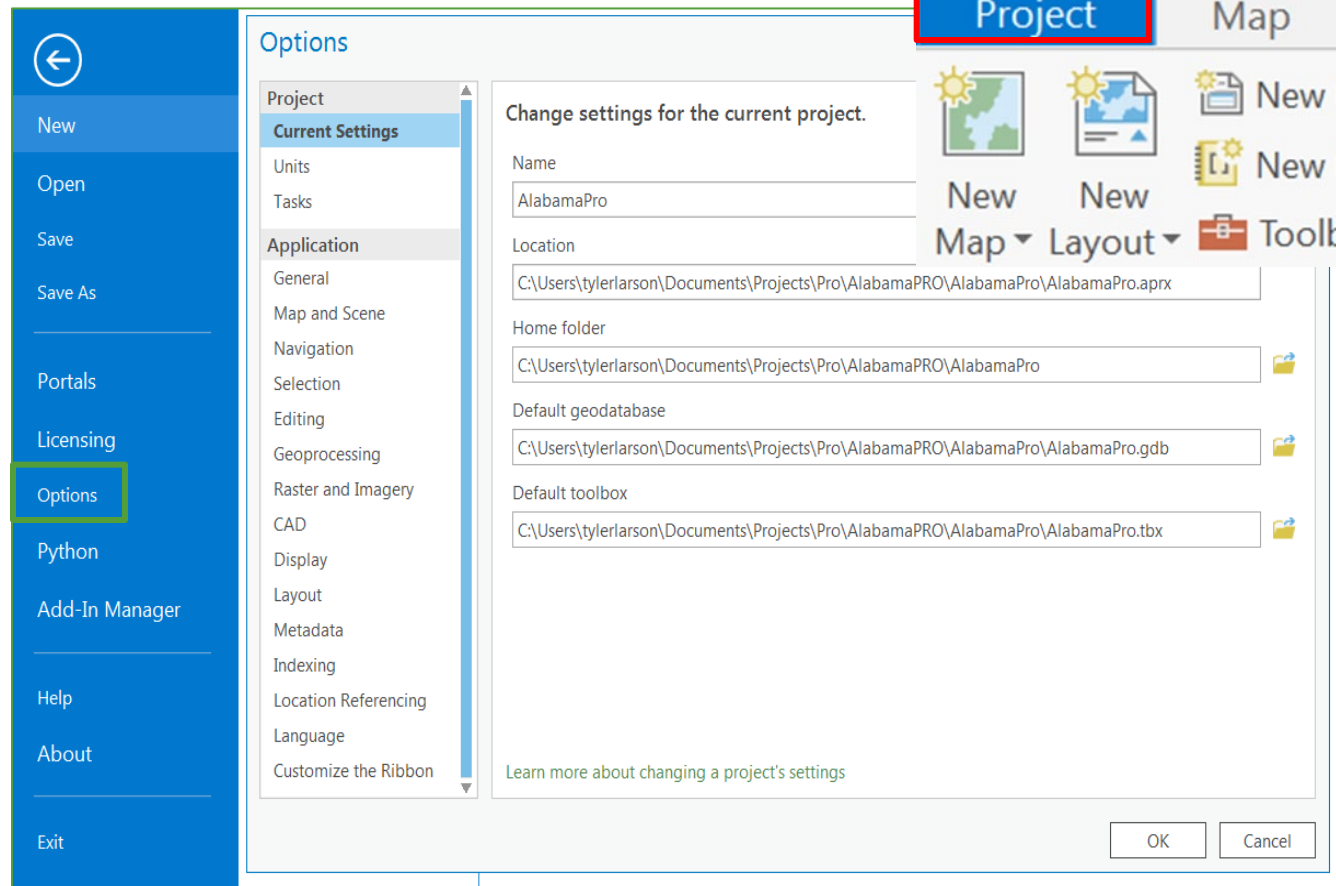 New
Open
Save
Save As
Portals
Licensing
Options
Python
Add-In Manager
Help
About
Exit
Options
Project
Current Settings
Units
Tasks
Application
General
Map and Scene
Navigation
Selection
Editing
Geoprocessing
Raster and Imagery
CAD
Display
Layout
Metadata
Indexing
Location Referencing
Language
Customize the Ribbon
Change settings for the current project.
Name
AlabamaPro
Location
C:\Users\tylerlarson\Documents\Projects\Pro\AlabamaPRO\AlabamaPro\AlabamaPro.aprx
Home folder
C:\Users\tylerlarson\Documents\Projects\Pro\AlabamaPRO\AlabamaPro
Default geodatabase
C:\Users\tylerlarson\Documents\Projects\Pro\AlabamaPRO\AlabamaPro\AlabamaPro.gdb
Default toolbox
C:\Users\tylerlarson\Documents\Projects\Pro\AlabamaPRO\AlabamaPro\AlabamaPro.tbx
Learn more about changing a project's settings
OK Cancel
Project Map
New
Map
New
Layout
New
New
Toolb